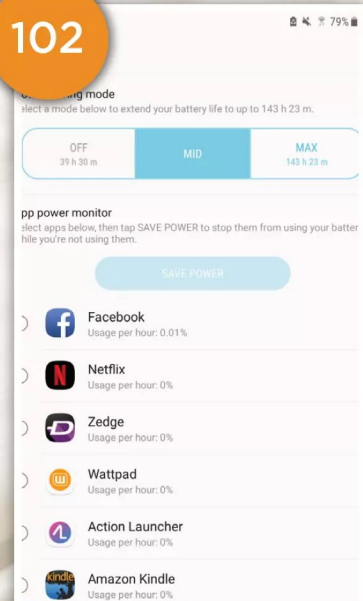 102
79%
mode
elect a mode below to extend your battery life to up to 143 h 23 m.
OFF
39 h 30 m
MID
MAX
143 h 23 m
pp power monitor
elect apps below, then tap SAVE POWER to stop them from using your batter
hile you're not using them.
SAVE POWER
Facebook
Usage per hour: 0.01%
Netflix
Usage per hour: 0%
Zedge
Usage per hour: 0%
Wattpad
Usage per hour: 0%
Action Launcher
Usage per hour: 0%
kindle
Amazon Kindle
Usage per hour: 0%